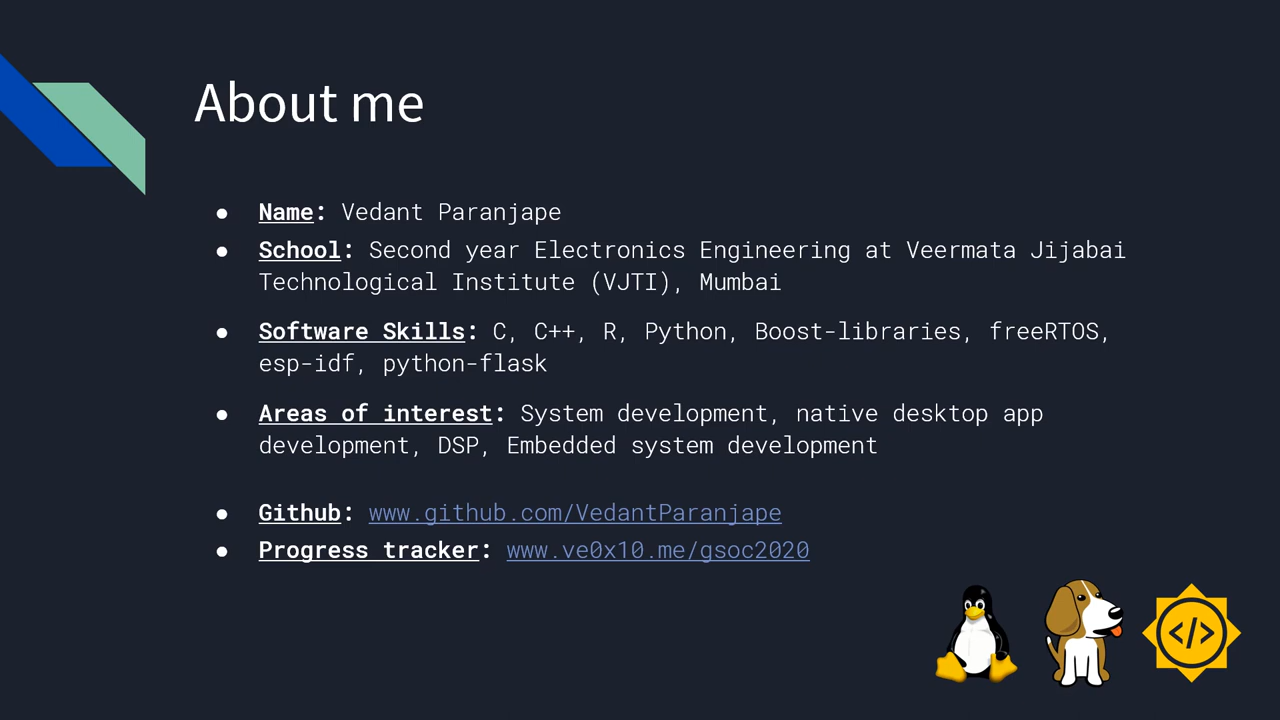 About me
● Name: Vedant Paranjape
● School: Second year Electronics Engineering at Veermata Jijabai
Technological Institute (VJTI), Mumbai
● Software Skills: C, C++, R, Python, Boost-libraries, freeRTOS,
esp-idf, python-flask
● Areas of interest: System development, native desktop app
development, DSP, Embedded system development
● Github: www.github.com/VedantParanjape
● Progress tracker: www.ve0x10.me/gsoc2020
</>